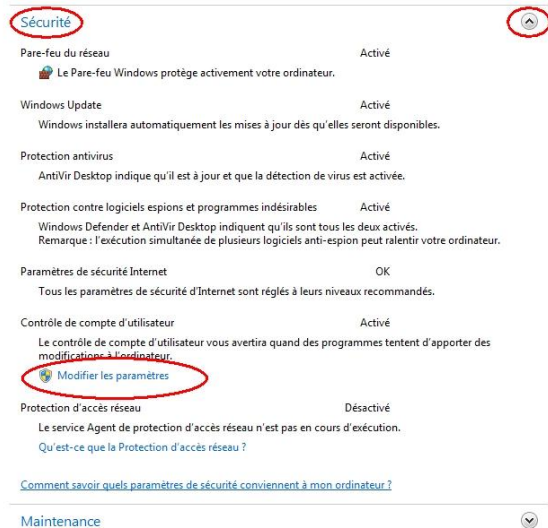 Sécurité
Pare-feu du réseau Activé
Le Pare-feu Windows protège activement votre ordinateur.
Windows Update Activé
Windows installera automatiquement les mises à jour dès qu'elles seront disponibles.
Protection antivirus Activé
AntiVir Desktop indique qu'il est à jour et que la détection de virus est activée.
Protection contre logiciels espions et programmes indésirables Activé
Windows Defender et AntiVir Desktop indiquent qu'ils sont tous les deux activés.
Remarque : l'exécution simultanée de plusieurs logiciels anti-espion peut ralentir votre ordinateur.
Paramètres de sécurité Internet OK
Tous les paramètres de sécurité d'Internet sont réglés à leurs niveaux recommandés.
Contrôle de compte d'utilisateur Activé
Le contrôle de compte d'utilisateur vous avertira quand des programmes tentent d'apporter des
modifications à l'ordinateur.
Modifier les paramètres
Protection d'accès réseau Désactivé
Le service Agent de protection d'accès réseau n'est pas en cours d'exécution.
Qu'est-ce que la Protection d'accès réseau ?
Comment savoir quels paramètres de sécurité conviennent à mon ordinateur ?
Maintenance